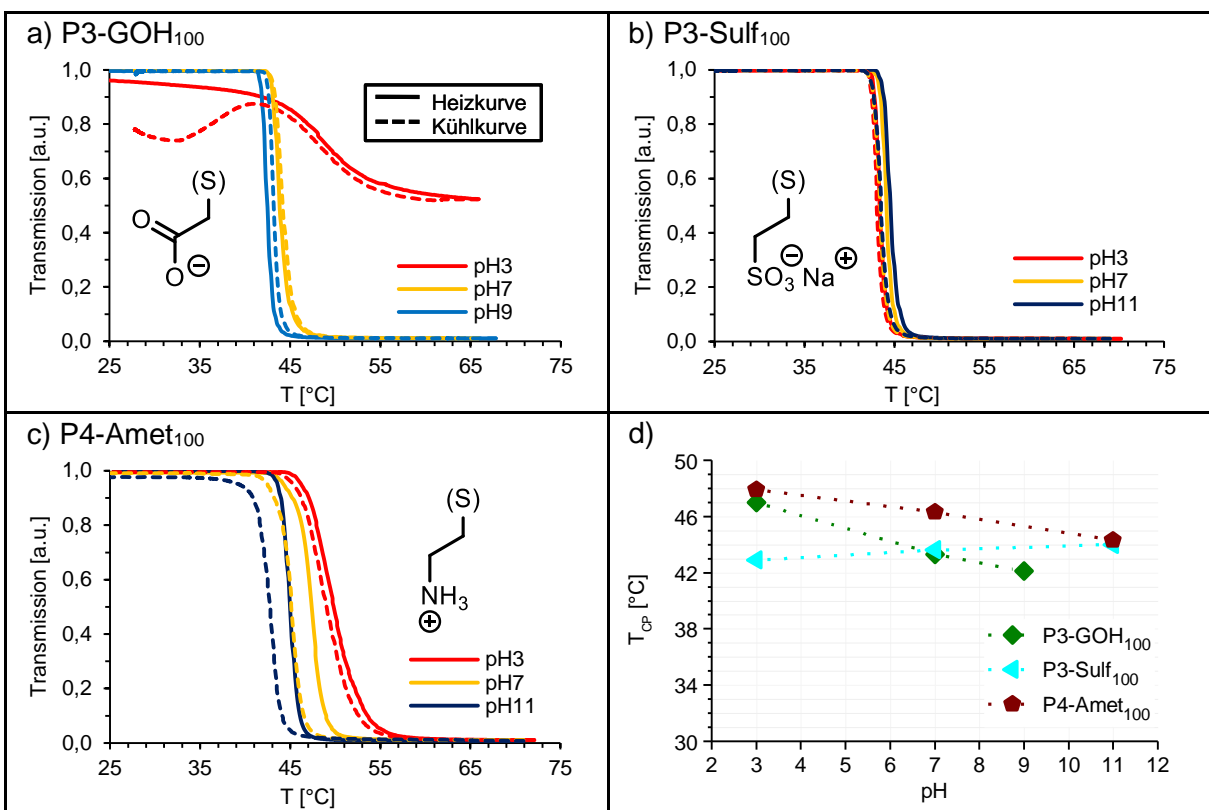 a) P3-GOH₁₀₀
1,0
0,8
0,6
0,4
0,2
0,0
Transmission [a.u.]
25 35 45 55 65 75
T [°C]
Heizkurve
Kühlkurve
(S)
O
O ⊖
pH3
pH7
pH9
b) P3-Sulf₁₀₀
1,0
0,8
0,6
0,4
0,2
0,0
Transmission [a.u.]
25 35 45 55 65 75
T [°C]
(S)
SO₃ ⊖ Na ⊕
pH3
pH7
pH11
c) P4-Amet₁₀₀
1,0
0,8
0,6
0,4
0,2
0,0
Transmission [a.u.]
25 35 45 55 65 75
T [°C]
(S)
NH₃
⊕
pH3
pH7
pH11
d)
50
46
42
38
34
30
T_CP [°C]
2 3 4 5 6 7 8 9 10 11 12
pH
P3-GOH₁₀₀
P3-Sulf₁₀₀
P4-Amet₁₀₀